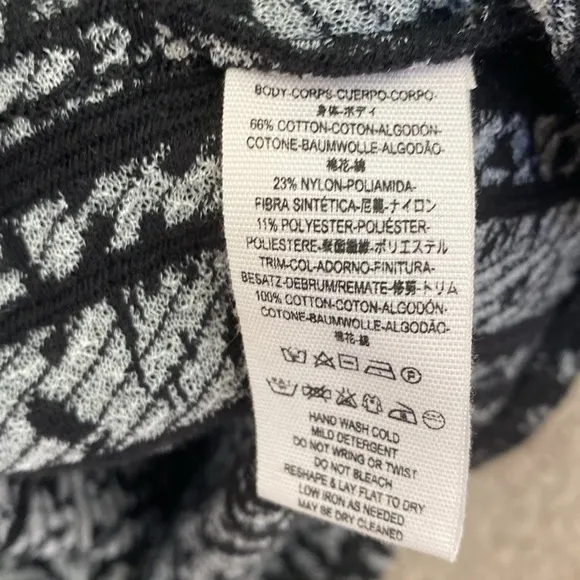 BODY-CORPS-CUERPO-CORPO-
身体-ボディ
66% COTTON-COTON-ALGODÓN-
COTONE-BAUMWOLLE-ALGODÃO-
棉花-綿
23% NYLON-POLIAMIDA-
FIBRA SINTÉTICA-尼龍-ナイロン
11% POLYESTER-POLIÉSTER-
POLIESTERE-聚酯纖維-ポリエステル
TRIM-COL-ADORNO-FINITURA-
BESATZ-DEBRUM/REMATE-修剪-トリム
100% COTTON-COTON-ALGODÓN-
COTONE-BAUMWOLLE-ALGODÃO-
棉花-綿
P
HAND WASH COLD
MILD DETERGENT
DO NOT WRING OR TWIST
DO NOT BLEACH
RESHAPE & LAY FLAT TO DRY
LOW IRON AS NEEDED
MAY BE DRY CLEANED